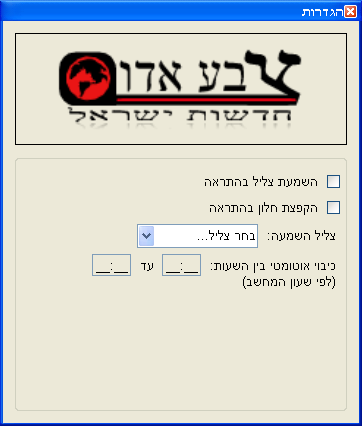 הגדרות
צבע אדום
חדשות ישראל
השמעת צליל בהתראה
הקפצת חלון בהתראה
צליל השמעה: בחר צליל...
כיבוי אוטומטי בין השעות: __:__ עד __:__
(לפי שעון המחשב)